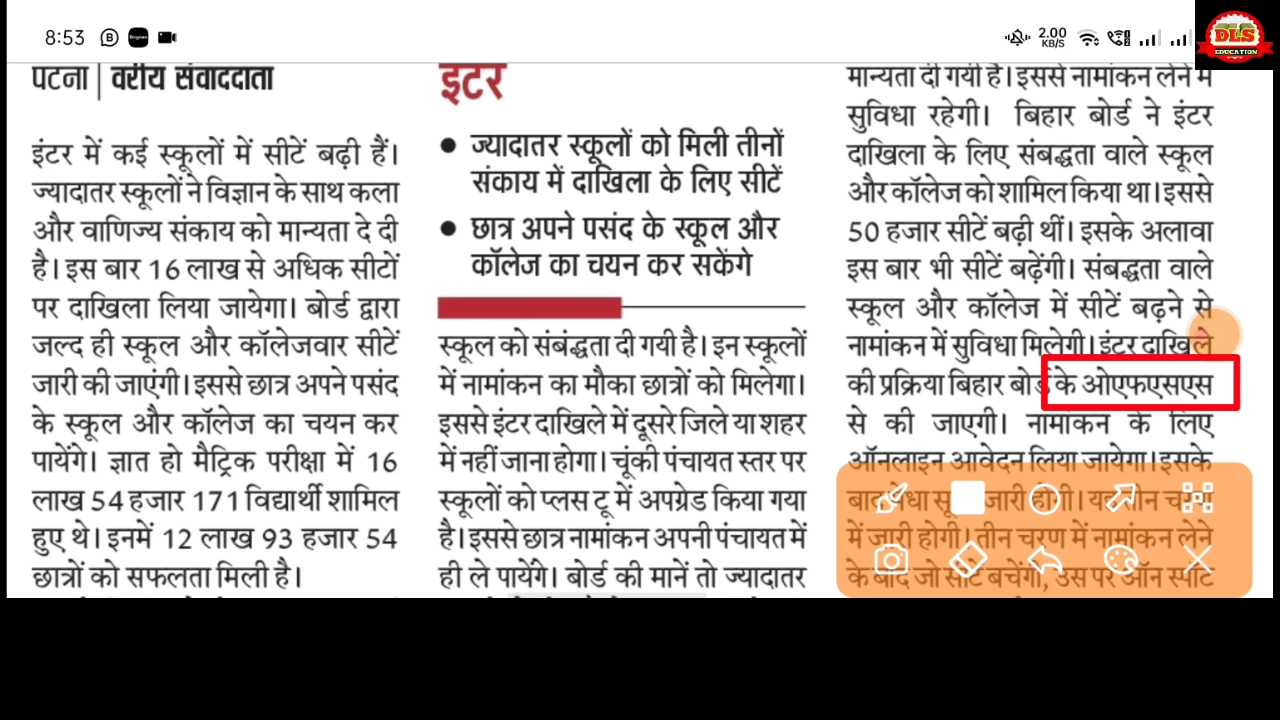 8:53
2.00
KB/S
DLS
EDUCATION
पटना | वरीय संवाददाता
इंटर में कई स्कूलों में सीटें बढ़ी हैं।
ज्यादातर स्कूलों ने विज्ञान के साथ कला
और वाणिज्य संकाय को मान्यता दे दी
है। इस बार 16 लाख से अधिक सीटों
पर दाखिला लिया जायेगा। बोर्ड द्वारा
जल्द ही स्कूल और कॉलेजवार सीटें
जारी की जाएंगी। इससे छात्र अपने पसंद
के स्कूल और कॉलेज का चयन कर
पायेंगे। ज्ञात हो मैट्रिक परीक्षा में 16
लाख 54 हजार 171 विद्यार्थी शामिल
हुए थे। इनमें 12 लाख 93 हजार 54
छात्रों को सफलता मिली है।
इंटर
● ज्यादातर स्कूलों को मिली तीनों
संकाय में दाखिला के लिए सीटें
● छात्र अपने पसंद के स्कूल और
कॉलेज का चयन कर सकेंगे
स्कूल को संबंद्धता दी गयी है। इन स्कूलों
में नामांकन का मौका छात्रों को मिलेगा।
इससे इंटर दाखिले में दूसरे जिले या शहर
में नहीं जाना होगा। चूंकी पंचायत स्तर पर
स्कूलों को प्लस टू में अपग्रेड किया गया
है। इससे छात्र नामांकन अपनी पंचायत में
ही ले पायेंगे। बोर्ड की मानें तो ज्यादातर
मान्यता दी गयी है। इससे नामांकन लेने में
सुविधा रहेगी। बिहार बोर्ड ने इंटर
दाखिला के लिए संबद्धता वाले स्कूल
और कॉलेज को शामिल किया था। इससे
50 हजार सीटें बढ़ी थीं। इसके अलावा
इस बार भी सीटें बढ़ेंगी। संबद्धता वाले
स्कूल और कॉलेज में सीटें बढ़ने से
नामांकन में सुविधा मिलेगी। इंटर दाखिले
की प्रक्रिया बिहार बोर्ड के ओएफएसएस
से की जाएगी। नामांकन के लिए
ऑनलाइन आवेदन लिया जायेगा। इसके
बाद जारी होगी। तीन
में जारी होगी। तीन चरण में नामांकन लेने
के बाद जो सीटें बचेंगी, उस पर ऑन स्पॉट